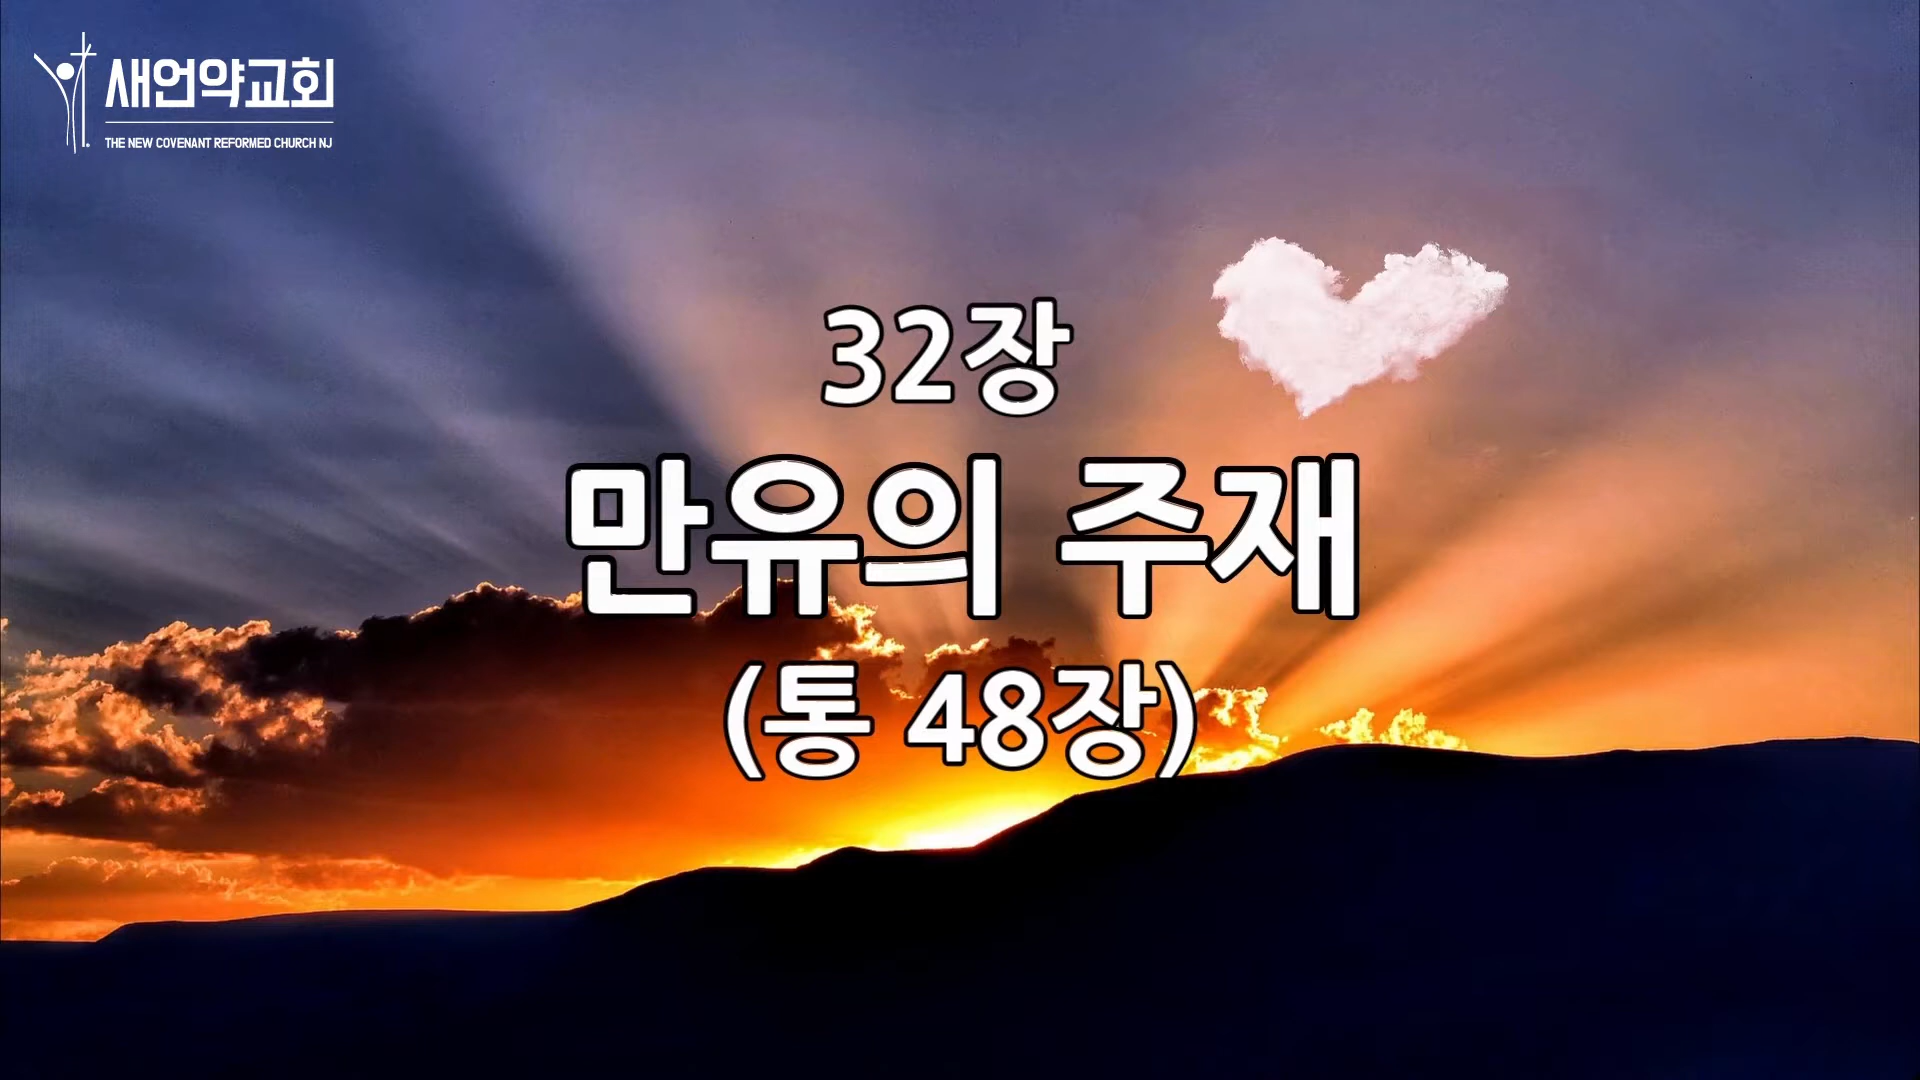 새언약교회
THE NEW COVENANT REFORMED CHURCH NJ
32장
만유의 주재
(통 48장)